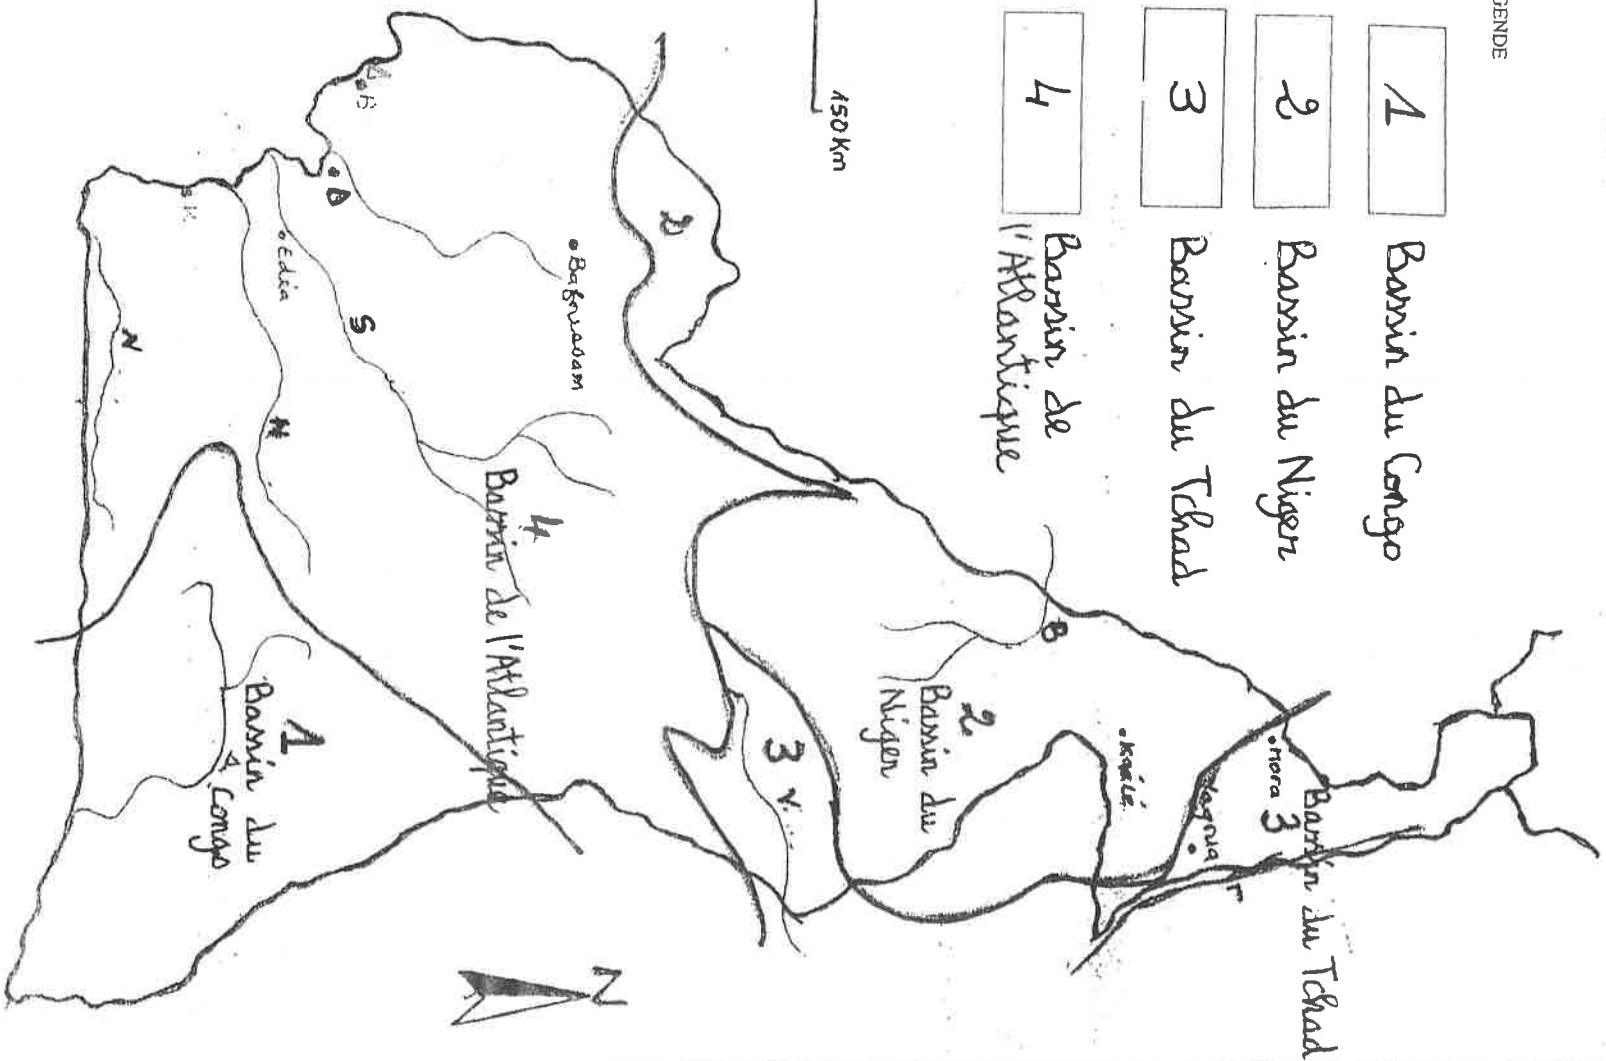 GENDE
1 Bassin du Congo
2 Bassin du Niger
3 Bassin du Tchad
4 Bassin de
l'Atlantique
150 Km
Bassin du Tchad
3
Mora
Yagoua
Kaélé
B
2
Bassin du
Niger
3
V.
2
Bafoussam
4
Bassin de l'Atlantique
S
D
B
Edéa
K
N
N
1
Bassin du
Congo
N